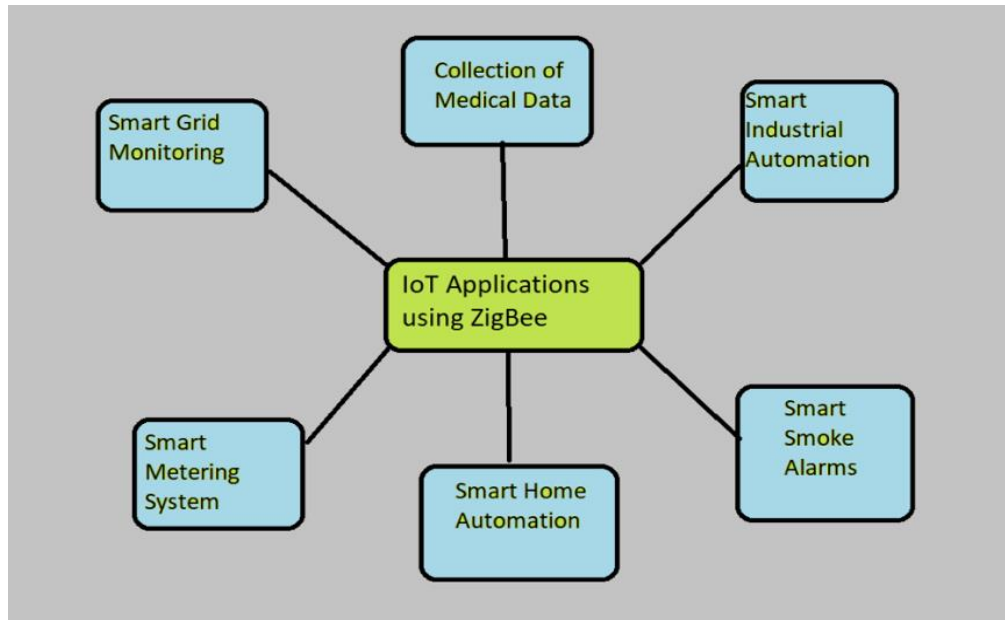 Collection of
Medical Data
Smart Grid
Monitoring
Smart
Industrial
Automation
IoT Applications
using ZigBee
Smart
Metering
System
Smart Home
Automation
Smart
Smoke
Alarms